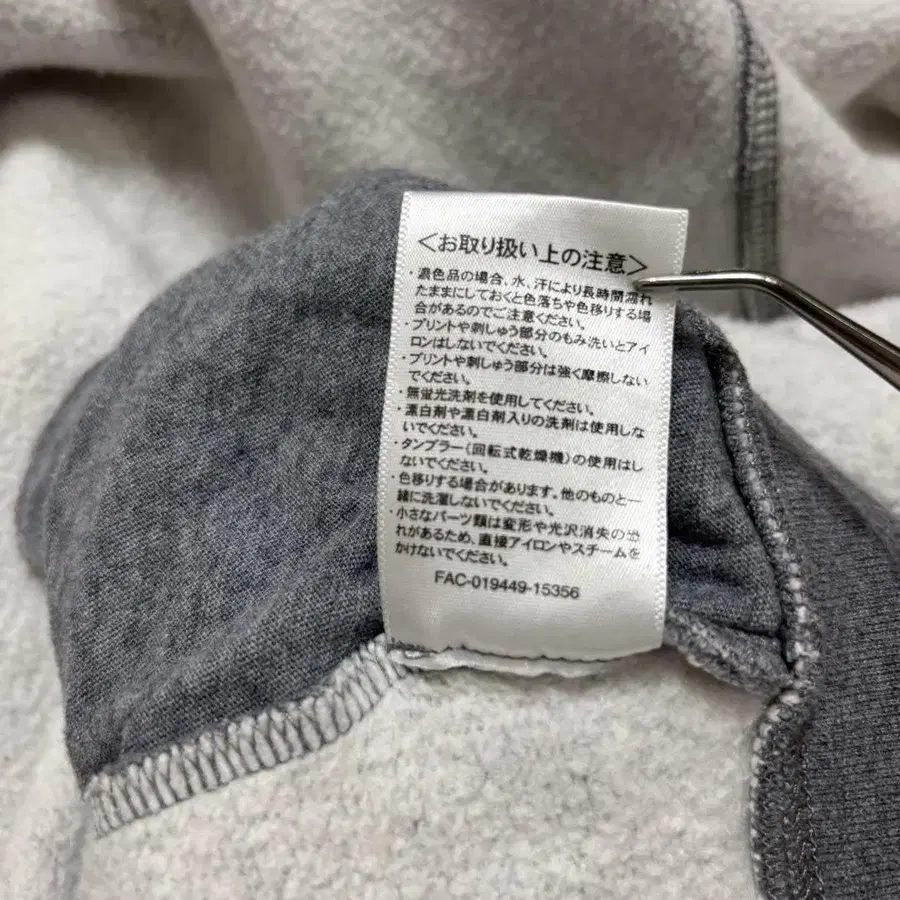 ＜お取り扱い上の注意＞
・濃色品の場合、水、汗により長時間濡れ
たままにしておくと色落ちや色移りする場
合があるのでご注意ください。
・プリントや刺しゅう部分のもみ洗いとアイ
ロンはしないでください。
・プリントや刺しゅう部分は強く摩擦しない
でください。
・無蛍光洗剤を使用してください。
・漂白剤や漂白剤入りの洗剤は使用しな
いでください。
・タンブラー（回転式乾燥機）の使用はし
ないでください。
・色移りする場合があります。他のものと一
緒に洗濯しないでください。
・小さなパーツ類は変形や光沢消失の恐
れがあるため、直接アイロンやスチームを
かけないでください。
FAC-019449-15356